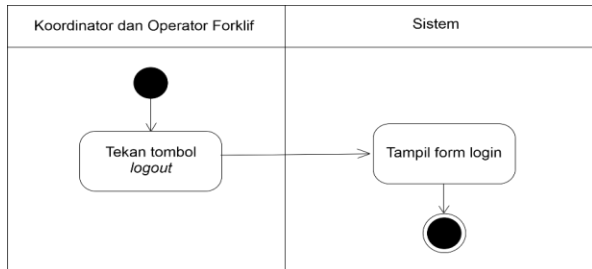 Koordinator dan Operator Forklif
Sistem
Tekan tombol
logout
Tampil form login